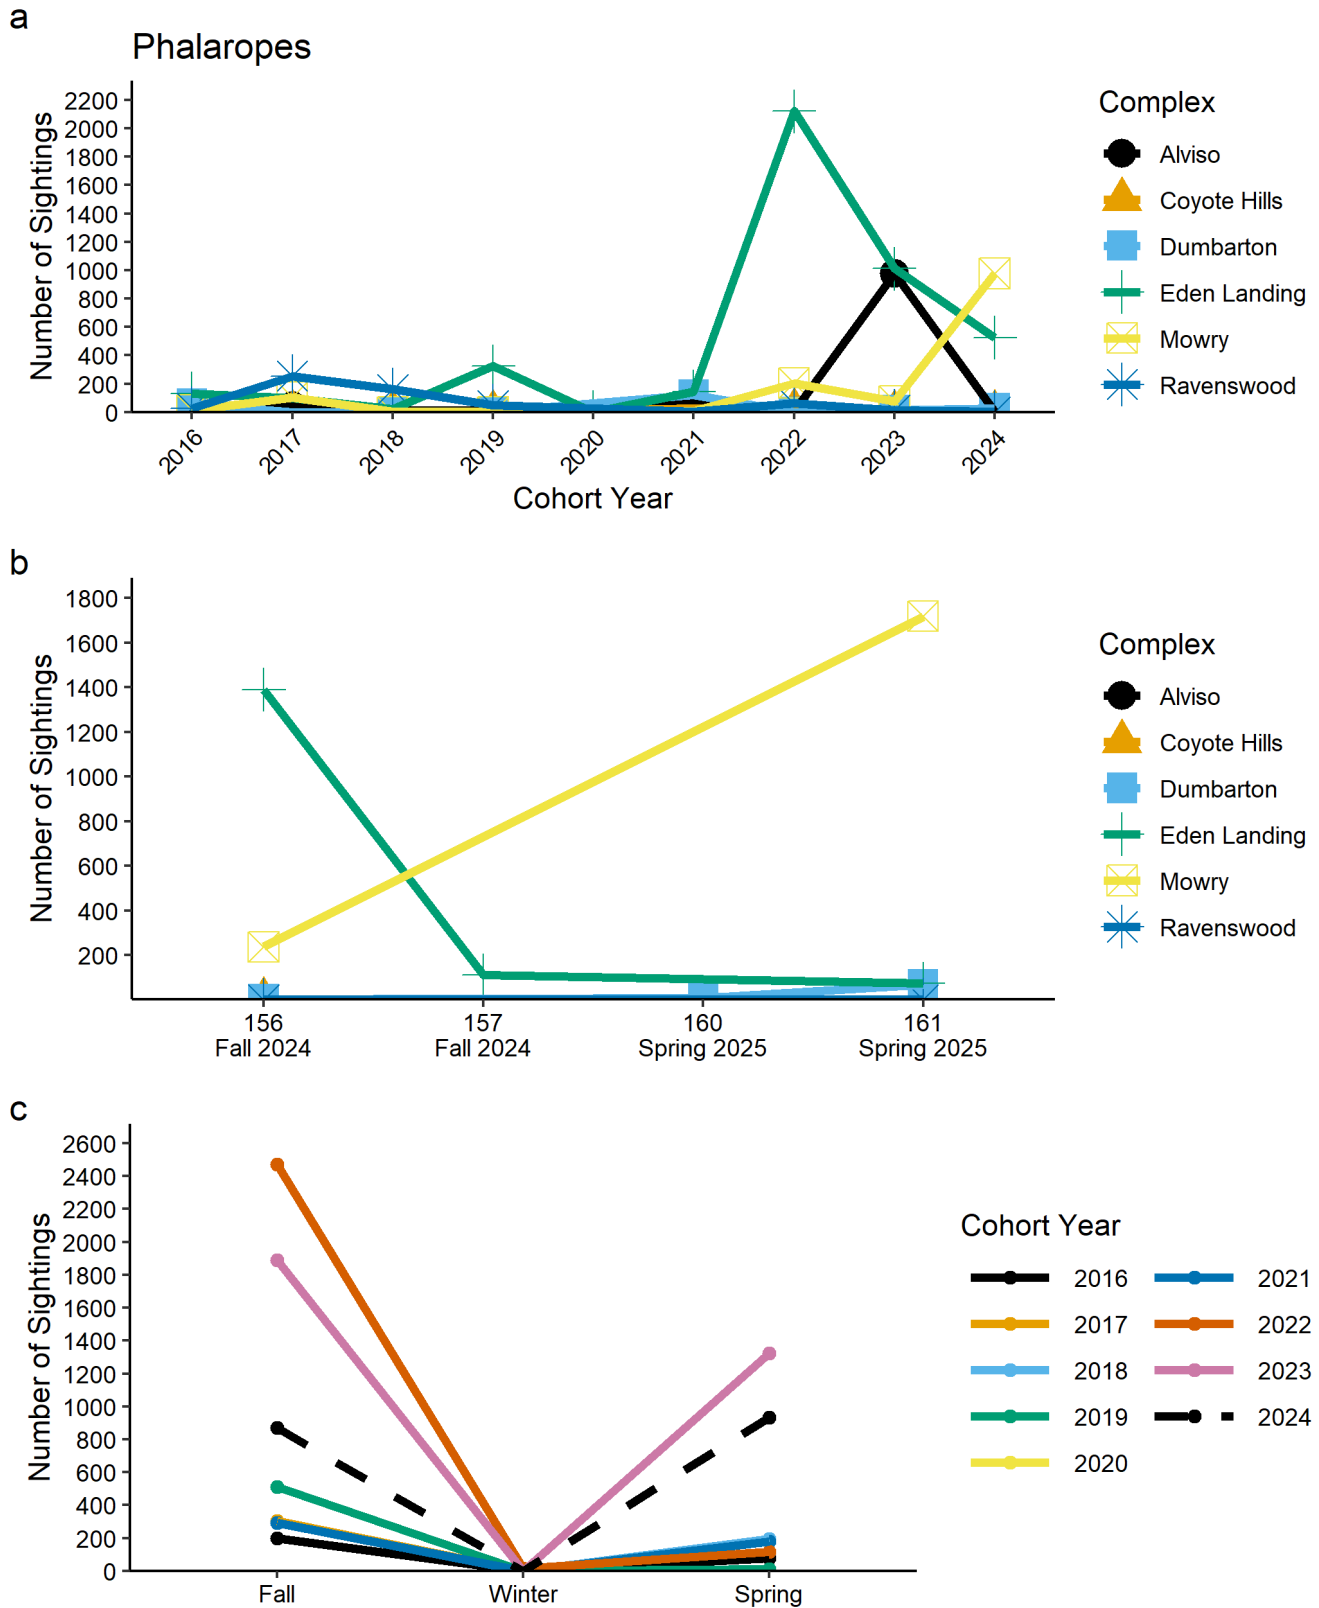 a
Phalaropes
Number of Sightings
2200
2000
1800
1600
1400
1200
1000
800
600
400
200
0
2016
2017
2018
2019
2020
2021
2022
2023
2024
Cohort Year
Complex
Alviso
Coyote Hills
Dumbarton
Eden Landing
Mowry
Ravenswood
b
Number of Sightings
1800
1600
1400
1200
1000
800
600
400
200
156
Fall 2024
157
Fall 2024
160
Spring 2025
161
Spring 2025
Complex
Alviso
Coyote Hills
Dumbarton
Eden Landing
Mowry
Ravenswood
c
Number of Sightings
2600
2400
2200
2000
1800
1600
1400
1200
1000
800
600
400
200
0
Fall
Winter
Spring
Cohort Year
2016
2017
2018
2019
2020
2021
2022
2023
2024